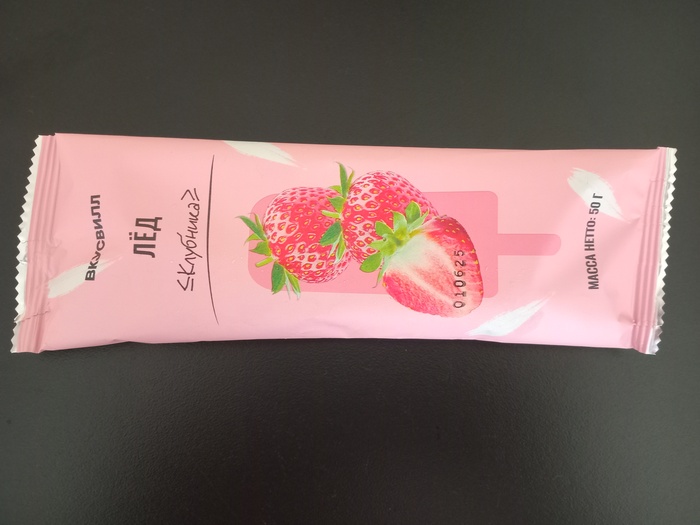 ВКУСВИЛЛ
ЛЁД
≤Клубника≥
010625
МАССА НЕТТО: 50 Г